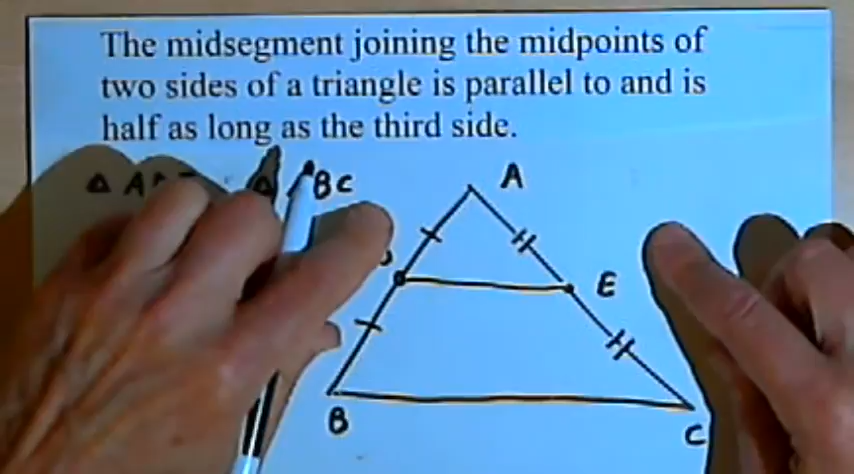 The midsegment joining the midpoints of
two sides of a triangle is parallel to and is
half as long as the third side.
BC
A
E
B
C